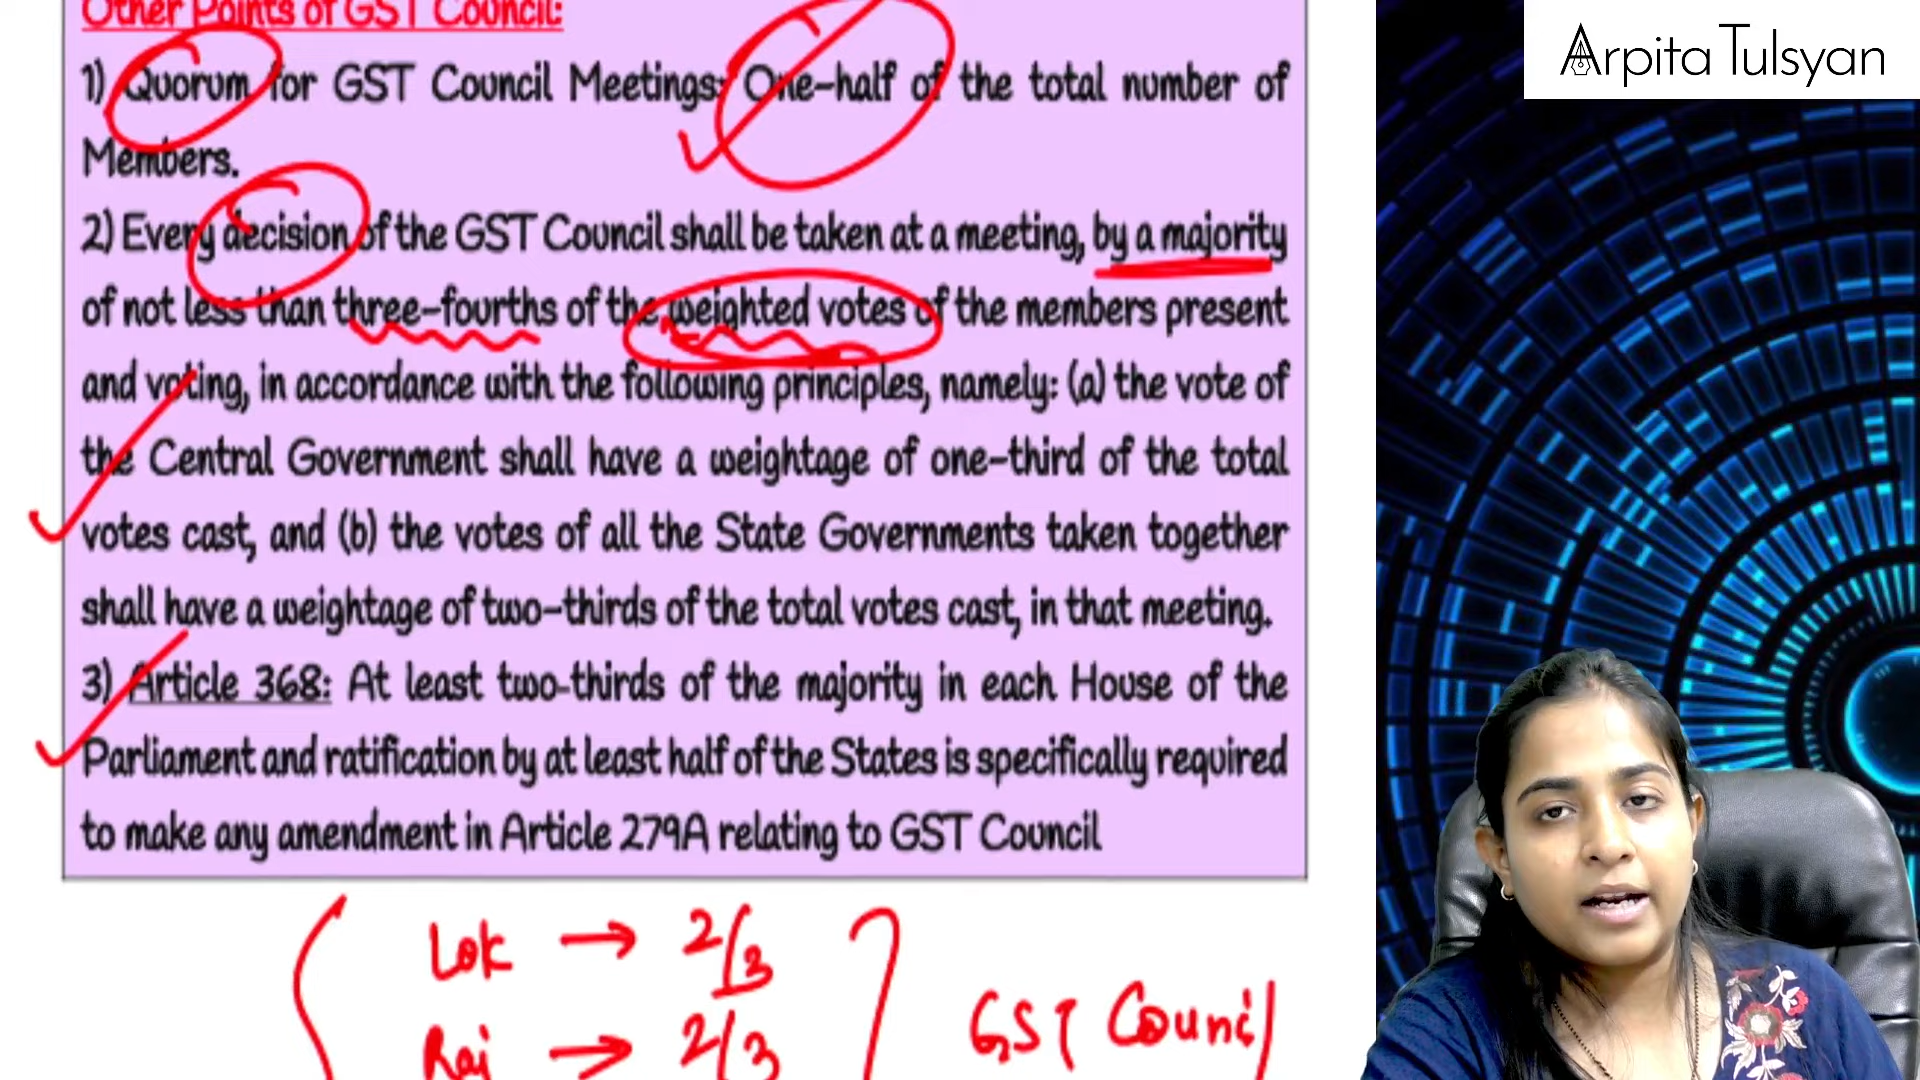 Other Points of GST Council:
Arpita Tulsyan
1) Quorum for GST Council Meetings: One-half of the total number of
Members.
2) Every decision of the GST Council shall be taken at a meeting, by a majority
of not less than three-fourths of the weighted votes of the members present
and voting, in accordance with the following principles, namely: (a) the vote of
the Central Government shall have a weightage of one-third of the total
votes cast, and (b) the votes of all the State Governments taken together
shall have a weightage of two-thirds of the total votes cast, in that meeting.
3) Article 368: At least two-thirds of the majority in each House of the
Parliament and ratification by at least half of the States is specifically required
to make any amendment in Article 279A relating to GST Council
Lok → 2/3
Raj → 2/3
GST Council